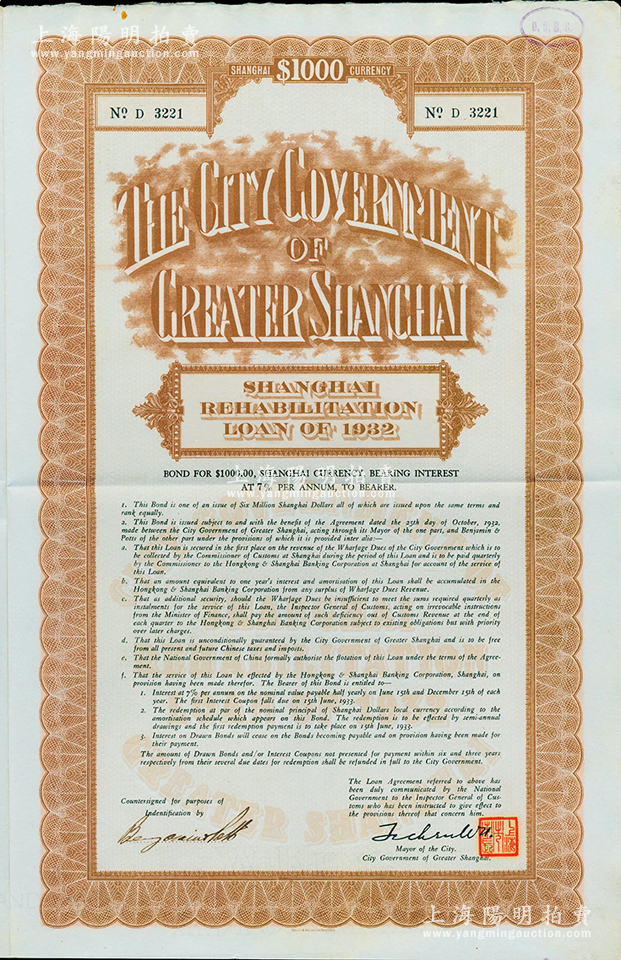 上海陽明拍卖
www.yangmingauction.com
SHANGHAI $1000 CURRENCY
Nº D 3221
Nº D 3221
THE CITY GOVERNMENT
OF
GREATER SHANGHAI
SHANGHAI
REHABILITATION
LOAN OF 1932
BOND FOR $1000.00, SHANGHAI CURRENCY, BEARING INTEREST
AT 7% PER ANNUM, TO BEARER.
上海陽明拍卖
www.yangmingauction.com
1. This Bond is one of an issue of Six Million Shanghai Dollars all of which are issued upon the same terms and
rank equally.
2. This Bond is issued subject to and with the benefit of the Agreement dated the 25th day of October, 1932,
made between the City Government of Greater Shanghai, acting through its Mayor of the one part, and Benjamin &
Potts of the other part under the provisions of which it is provided inter alia:—
a. That this Loan is secured in the first place on the revenue of the Wharfage Dues of the City Government which is to
be collected by the Commissioner of Customs at Shanghai during the period of this Loan and is to be paid quarterly
by the Commissioner to the Hongkong & Shanghai Banking Corporation at Shanghai for account of the service of
this Loan.
b. That an amount equivalent to one year's interest and amortisation of this Loan shall be accumulated in the
Hongkong & Shanghai Banking Corporation from any surplus of Wharfage Dues Revenue.
c. That as additional security, should the Wharfage Dues be insufficient to meet the sums required quarterly as
instalments for the service of this Loan, the Inspector General of Customs, acting on irrevocable instructions
from the Minister of Finance, shall pay the amount of such deficiency out of Customs Revenue at the end of
each quarter to the Hongkong & Shanghai Banking Corporation subject to existing obligations but with priority
over later charges.
d. That this Loan is unconditionally guaranteed by the City Government of Greater Shanghai and is to be free
from all present and future Chinese taxes and imposts.
e. That the National Government of China formally authorise the flotation of this Loan under the terms of the Agree-
ment.
f. That the service of this Loan be effected by the Hongkong & Shanghai Banking Corporation, Shanghai, on
provision having been made therefor. The Bearer of this Bond is entitled to—
1. Interest at 7% per annum on the nominal value payable half yearly on June 15th and December 15th of each
year. The first Interest Coupon falls due on 15th June, 1933.
2. The redemption at par of the nominal principal of Shanghai Dollars local currency according to the
amortisation schedule which appears on this Bond. The redemption is to be effected by semi-annual
drawings and the first redemption payment is to take place on 15th June, 1933.
3. Interest on Drawn Bonds will cease on the Bonds becoming payable and on provision having been made for
their payment.
The amount of Drawn Bonds and/or Interest Coupons not presented for payment within six and three years
respectively from their several due dates for redemption shall be refunded in full to the City Government.
The Loan Agreement referred to above has
been duly communicated by the National
Government to the Inspector General of Cus-
toms who has been instructed to give effect to
the provisions thereof that concern him.
Countersigned for purposes of
Indentification by
Mayor of the City.
City Government of Greater Shanghai.
上海陽明拍卖
www.yangmingauction.com